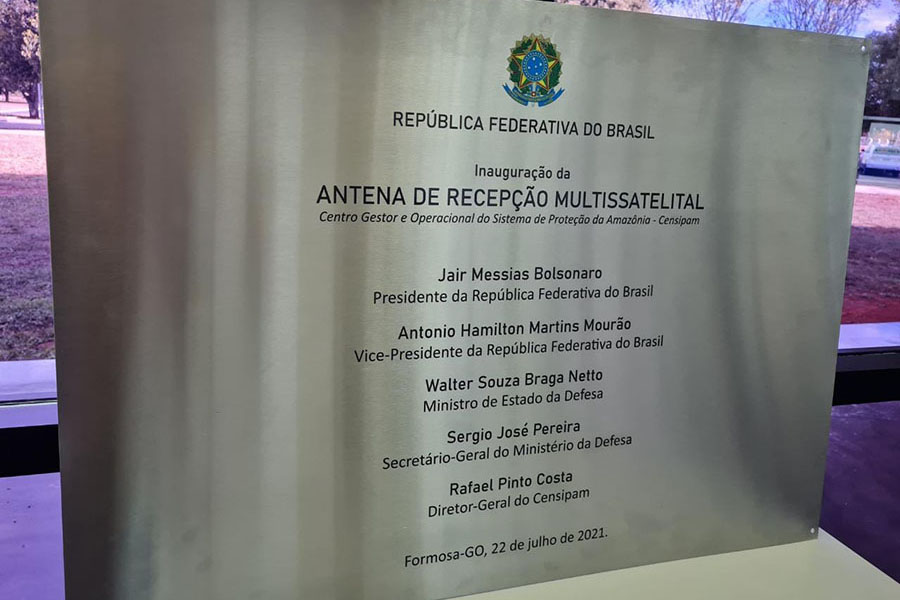 REPÚBLICA FEDERATIVA DO BRASIL
Inauguração da
ANTENA DE RECEPÇÃO MULTISSATELITAL
Centro Gestor e Operacional do Sistema de Proteção da Amazônia - Censipam
Jair Messias Bolsonaro
Presidente da República Federativa do Brasil
Antonio Hamilton Martins Mourão
Vice-Presidente da República Federativa do Brasil
Walter Souza Braga Netto
Ministro de Estado da Defesa
Sergio José Pereira
Secretário-Geral do Ministério da Defesa
Rafael Pinto Costa
Diretor-Geral do Censipam
Formosa-GO, 22 de julho de 2021.